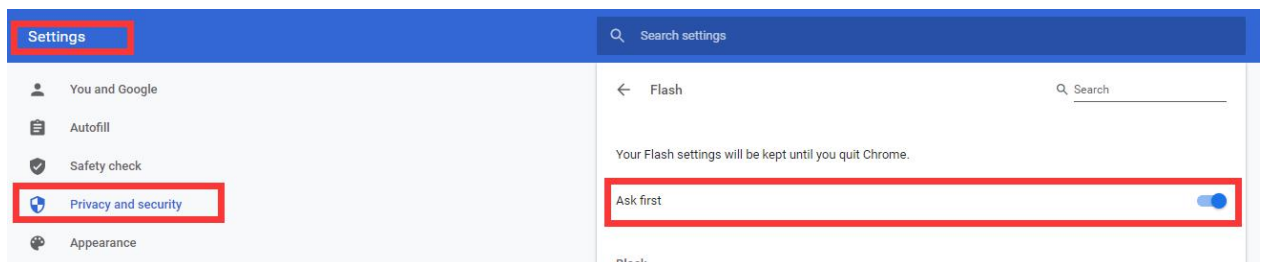 Settings
Search settings
You and Google
Autofill
Safety check
Privacy and security
Appearance
Flash
Search
Your Flash settings will be kept until you quit Chrome.
Ask first